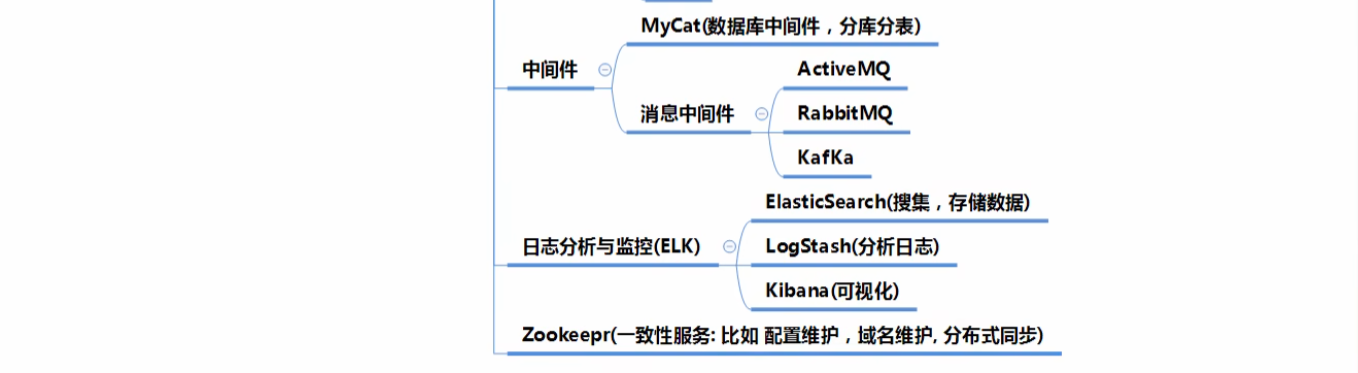 MyCat(数据库中间件，分库分表)
中间件
ActiveMQ
消息中间件
RabbitMQ
KafKa
ElasticSearch(搜集，存储数据)
日志分析与监控(ELK)
LogStash(分析日志)
Kibana(可视化)
Zookeepr(一致性服务: 比如 配置维护，域名维护, 分布式同步)